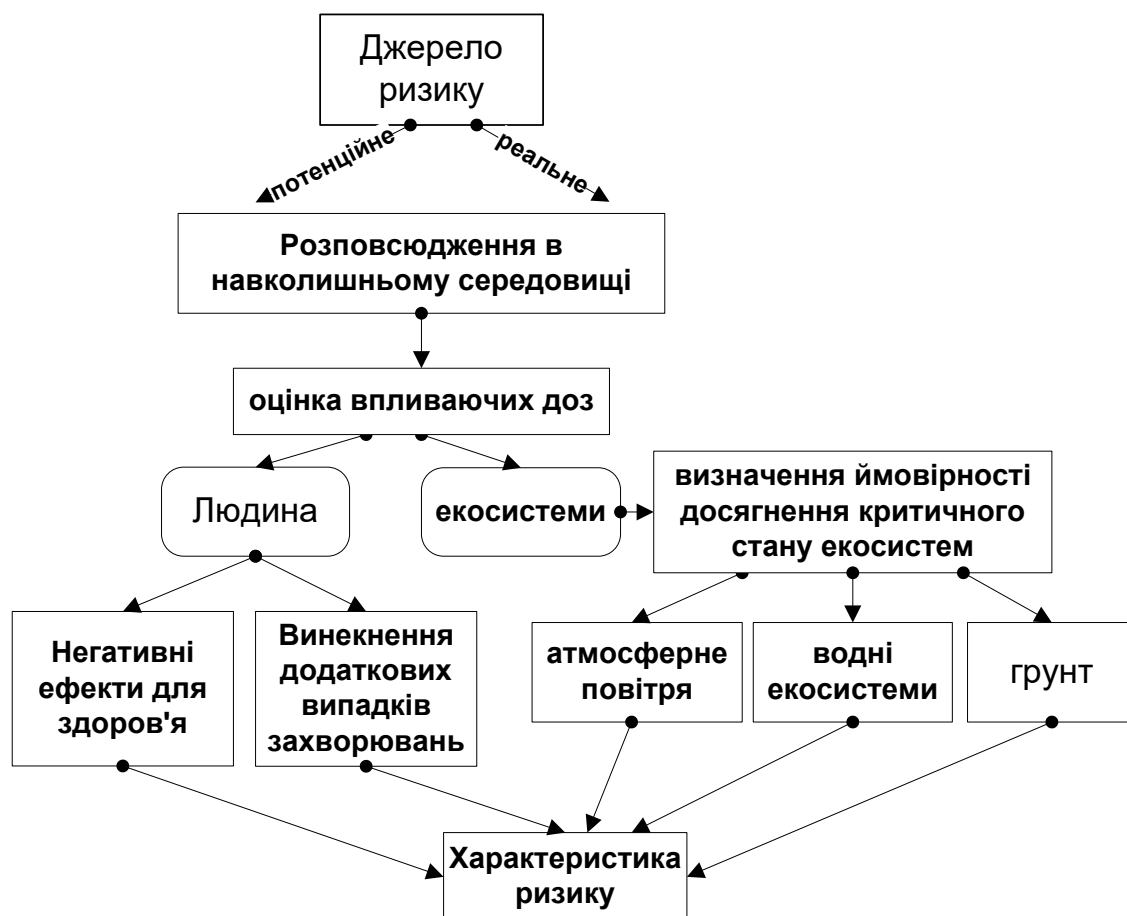 Джерело
ризику
потенційне
реальне
Розповсюдження в
навколишньому середовищі
оцінка впливаючих доз
Людина
екосистеми
визначення ймовірності
досягнення критичного
стану екосистем
Негативні
ефекти для
здоров'я
Винекнення
додаткових
випадків
захворювань
атмосферне
повітря
водні
екосистеми
грунт
Характеристика
ризику